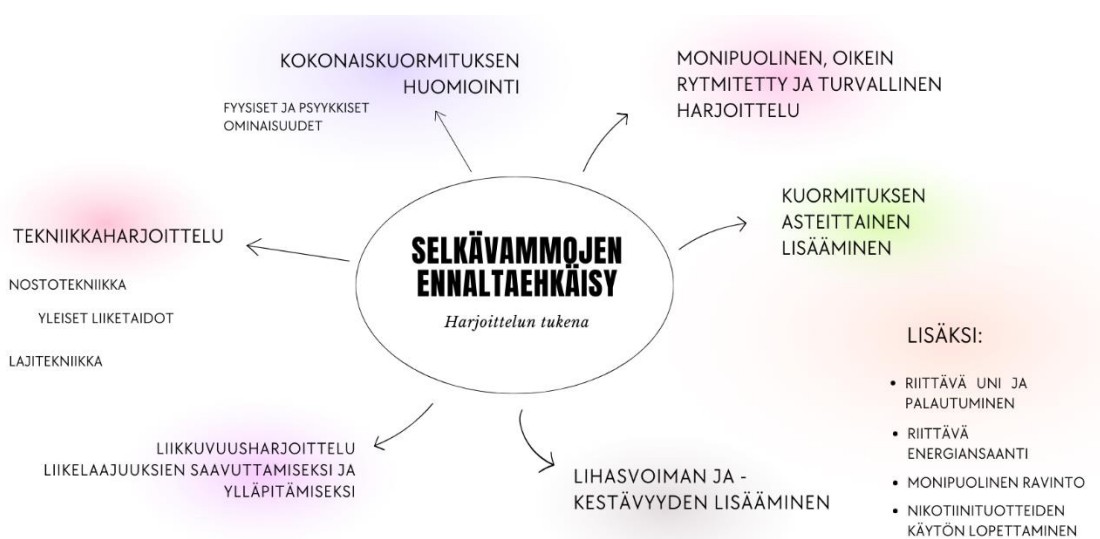 KOKONAISKUORMITUKSEN
HUOMIOINTI
FYYSISET JA PSYYKKISET
OMINAISUUDET
MONIPUOLINEN, OIKEIN
RYTMITETTY JA TURVALLINEN
HARJOITTELU
KUORMITUKSEN
ASTEITTAINEN
LISÄÄMINEN
TEKNIIKKAHARJOITTELU
NOSTOTEKNIIKKA
YLEISET LIIKETAIDOT
LAJITEKNIIKKA
SELKÄVAMMOJEN
ENNALTAEHKÄISY
Harjoittelun tukena
LIIKKUVUUSHARJOITTELU
LIIKELAAJUUKSIEN SAAVUTTAMISEKSI JA
YLLÄPITÄMISEKSI
LIHASVOIMAN JA -
KESTÄVYYDEN LISÄÄMINEN
LISÄKSI:
• RIITTÄVÄ UNI JA
PALAUTUMINEN
• RIITTÄVÄ
ENERGIANSAANTI
• MONIPUOLINEN RAVINTO
• NIKOTIINITUOTTEIDEN
KÄYTÖN LOPETTAMINEN